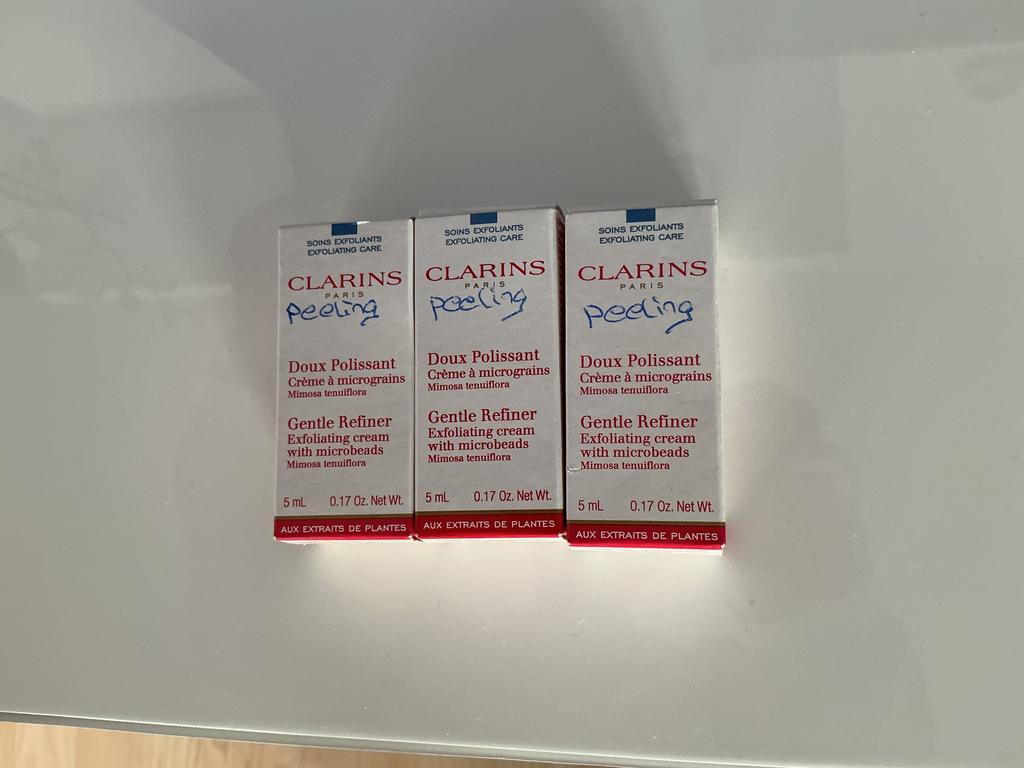 SOINS EXFOLIANTS
EXFOLIATING CARE
CLARINS
PARIS
peeling
Doux Polissant
Crème à micrograins
Mimosa tenuiflora
Gentle Refiner
Exfoliating cream
with microbeads
Mimosa tenuiflora
5 mL 0.17 Oz. Net Wt.
AUX EXTRAITS DE PLANTES
SOINS EXFOLIANTS
EXFOLIATING CARE
CLARINS
PARIS
peeling
Doux Polissant
Crème à micrograins
Mimosa tenuiflora
Gentle Refiner
Exfoliating cream
with microbeads
Mimosa tenuiflora
5 mL 0.17 Oz. Net Wt.
AUX EXTRAITS DE PLANTES
SOINS EXFOLIANTS
EXFOLIATING CARE
CLARINS
PARIS
peeling
Doux Polissant
Crème à micrograins
Mimosa tenuiflora
Gentle Refiner
Exfoliating cream
with microbeads
Mimosa tenuiflora
5 mL 0.17 Oz. Net Wt.
AUX EXTRAITS DE PLANTES